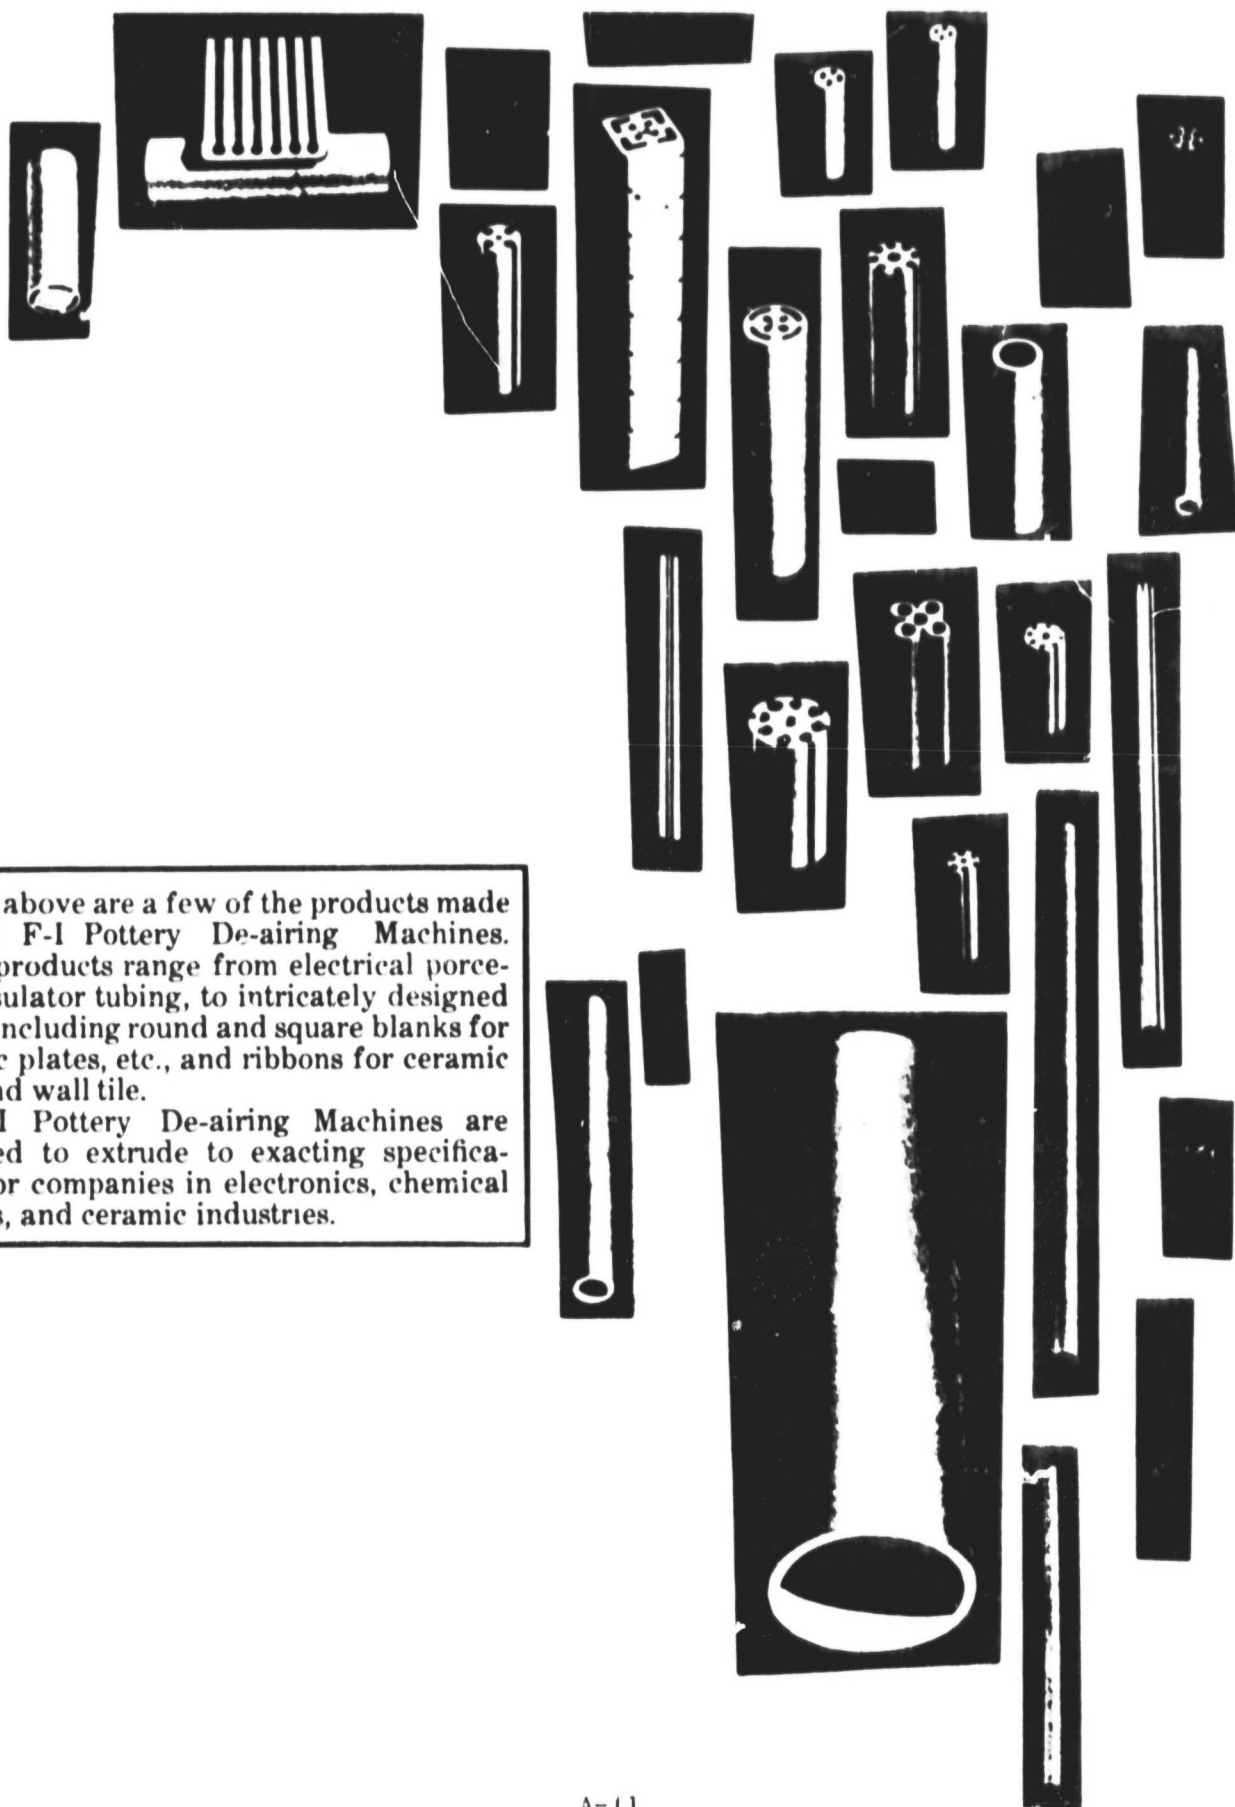 above are a few of the products made
F-I Pottery De-airing Machines.
products range from electrical porce-
sulator tubing, to intricately designed
ncluding round and square blanks for
c plates, etc., and ribbons for ceramic
nd wall tile.
I Pottery De-airing Machines are
ed to extrude to exacting specifica-
or companies in electronics, chemical
s, and ceramic industries.